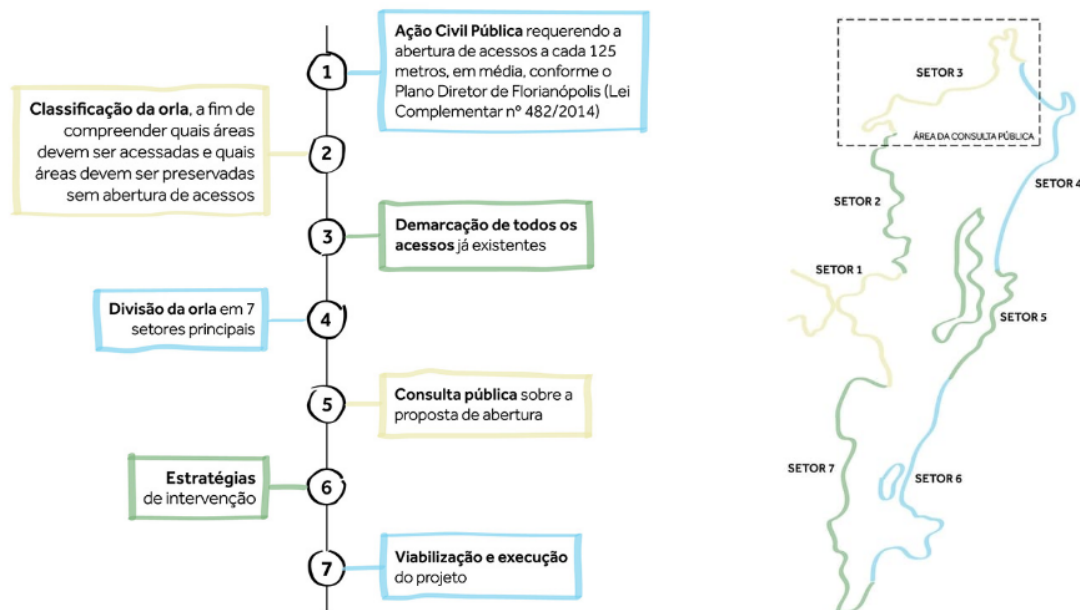 1
Ação Civil Pública requerendo a
abertura de acessos a cada 125
metros, em média, conforme o
Plano Diretor de Florianópolis (Lei
Complementar nº 482/2014)
Classificação da orla, a fim de
compreender quais áreas
devem ser acessadas e quais
áreas devem ser preservadas
sem abertura de acessos
2
3
Demarcação de todos os
acessos já existentes
Divisão da orla em 7
setores principais
4
5
Consulta pública sobre a
proposta de abertura
Estratégias
de intervenção
6
7
Viabilização e execução
do projeto
SETOR 3
ÁREA DA CONSULTA PÚBLICA
SETOR 4
SETOR 2
SETOR 1
SETOR 5
SETOR 7
SETOR 6